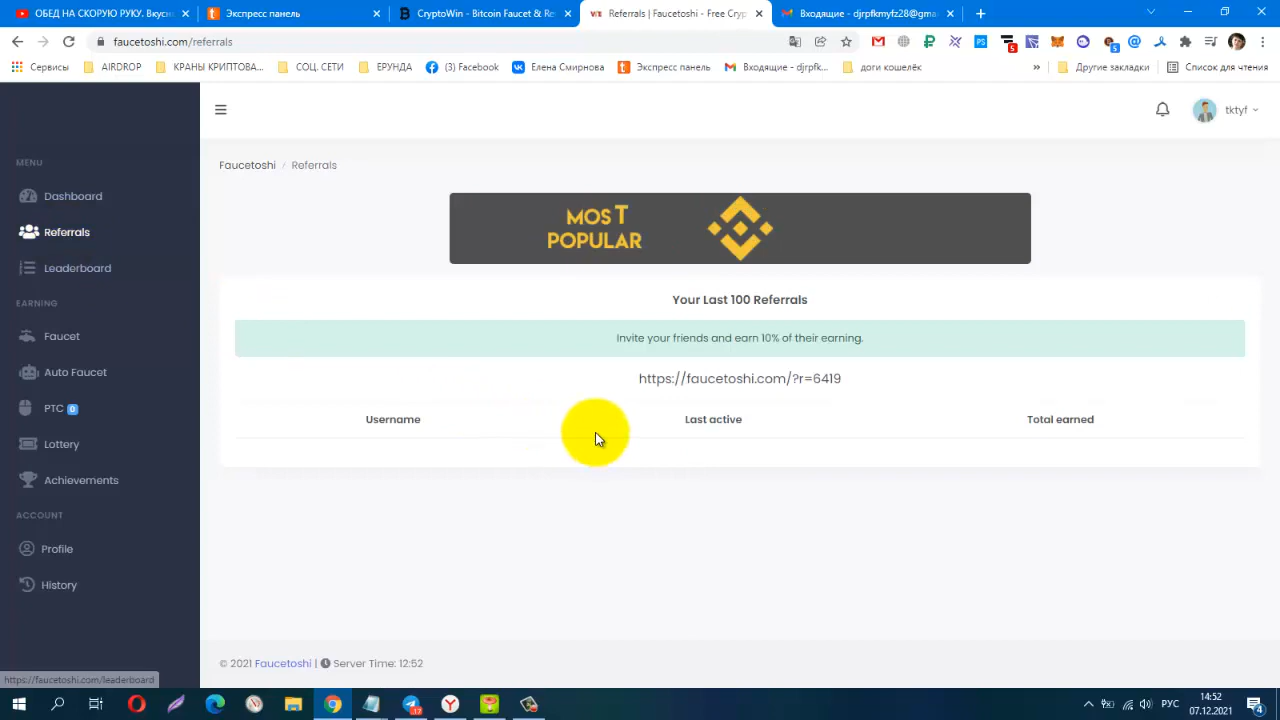 ОБЕД НА СКОРУЮ РУКУ. Вкусн
Экспресс панель
CryptoWin - Bitcoin Faucet & Re
Referrals | Faucetoshi - Free Cryp
Входящие - djrpfkmyfz28@gma
faucetoshi.com/referrals
Сервисы
AIRDROP
КРАНЫ КРИПТОВА...
СОЦ. СЕТИ
ЕРУНДА
(3) Facebook
Елена Смирнова
Экспресс панель
Входящие - djrpfk...
доги кошелёк
»
Другие закладки
Список для чтения
tktyf
MENU
Dashboard
Referrals
Leaderboard
EARNING
Faucet
Auto Faucet
PTC 0
Lottery
Achievements
ACCOUNT
Profile
History
Faucetoshi / Referrals
MOST
POPULAR
Your Last 100 Referrals
Invite your friends and earn 10% of their earning.
https://faucetoshi.com/?r=6419
Username Last active Total earned
© 2021 Faucetoshi | Server Time: 12:52
https://faucetoshi.com/leaderboard
РУС
14:52
07.12.2021